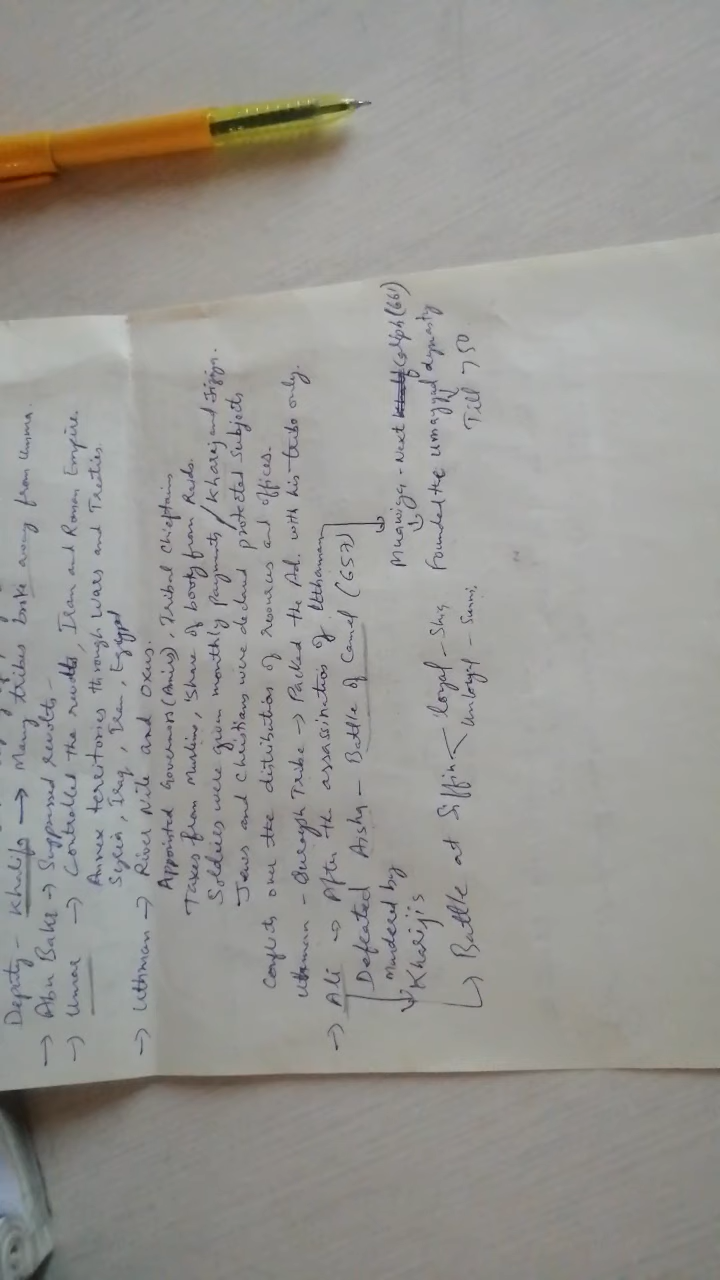 Deputy - Khalifa → Many tribes broke away from Umma.
→ Abu Bakr → Suppressed revolts -
→ Umar → Controlled the revolts, Iran and Roman Empire.
Annex territories through Wars and Treaties.
Syria, Iraq, Iran, Egypt
→ Uthman → River Nile and Oxus.
Appointed Governors (Amirs), Tribal Chieftains
Taxes from Muslims, Share of booty from Raids.
Soldiers were given monthly Payments / Kharaj and Jizya.
Jews and Christians were declared protected subjects
Conflicts over the distribution of resources and offices.
Uthman - Quraysh Tribe → Packed the Ad. with his tribe only.
→ Ali → After the assassination of Uthaman
Defeated Aisha - Battle of Camel (657)
Murdered by
Kharijis
↳ Battle at Siffin
Loyal - Shia
Unloyal - Sunni,
Muawiya - Next Caliph (661)
Founded the Umayyad dynasty
Till 750